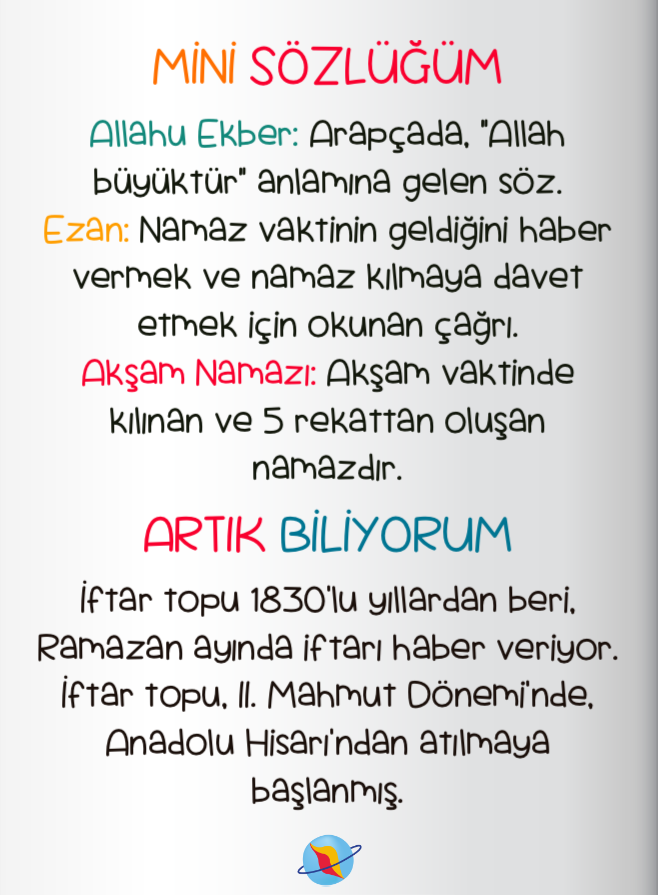 MİNİ SÖZLÜĞÜM
Allahu Ekber: Arapçada, "Allah
büyüktür" anlamına gelen söz.
Ezan: Namaz vaktinin geldiğini haber
vermek ve namaz kılmaya davet
etmek için okunan çağrı.
Akşam Namazı: Akşam vaktinde
kılınan ve 5 rekattan oluşan
namazdır.
ARTIK BİLİYORUM
İftar topu 1830'lu yıllardan beri,
Ramazan ayında iftarı haber veriyor.
İftar topu, II. Mahmut Dönemi'nde,
Anadolu Hisarı'ndan atılmaya
başlanmış.